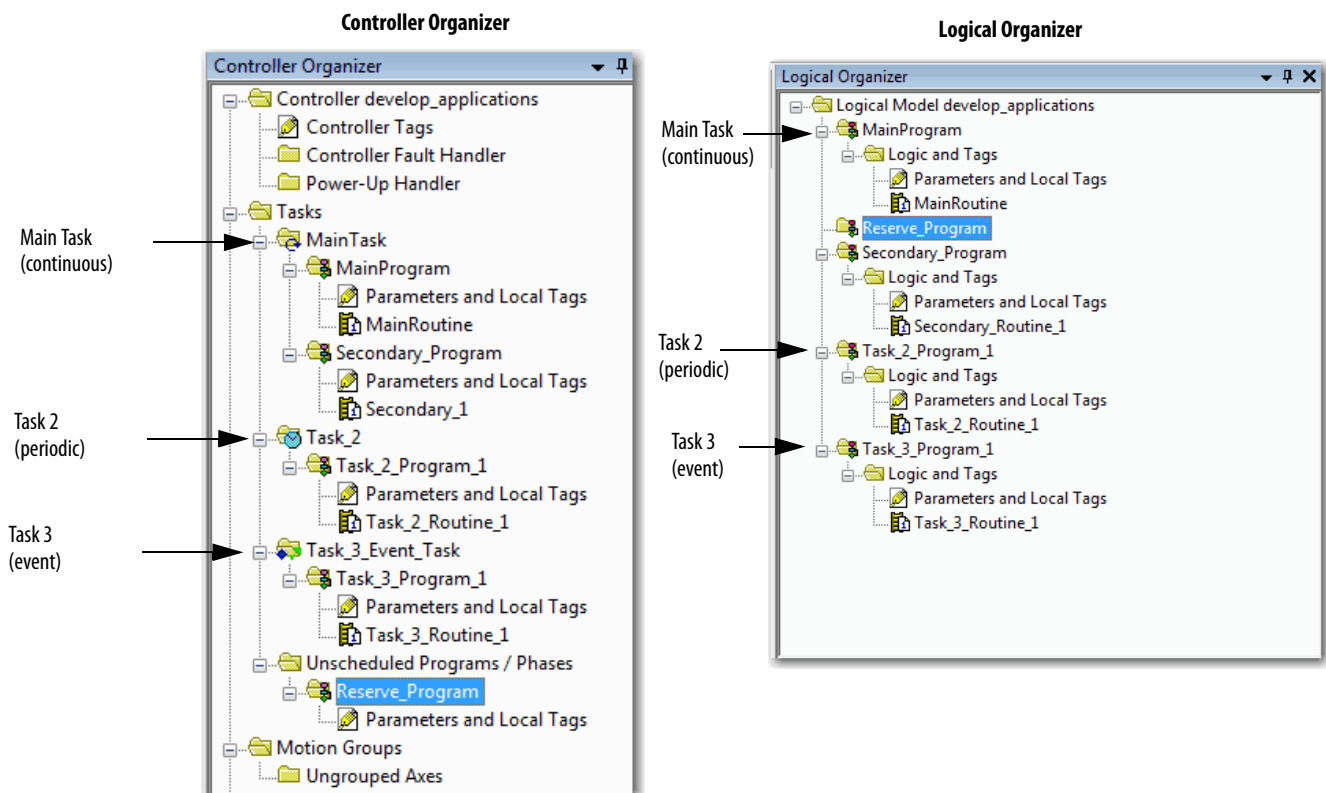 Controller Organizer
Controller Organizer
Controller develop_applications
Controller Tags
Controller Fault Handler
Power-Up Handler
Tasks
Main Task
(continuous)
MainTask
MainProgram
Parameters and Local Tags
MainRoutine
Secondary_Program
Parameters and Local Tags
Secondary_1
Task 2
(periodic)
Task_2
Task_2_Program_1
Parameters and Local Tags
Task_2_Routine_1
Task 3
(event)
Task_3_Event_Task
Task_3_Program_1
Parameters and Local Tags
Task_3_Routine_1
Unscheduled Programs / Phases
Reserve_Program
Parameters and Local Tags
Motion Groups
Ungrouped Axes
Logical Organizer
Logical Organizer
Logical Model develop_applications
Main Task
(continuous)
MainProgram
Logic and Tags
Parameters and Local Tags
MainRoutine
Reserve_Program
Secondary_Program
Logic and Tags
Parameters and Local Tags
Secondary_Routine_1
Task 2
(periodic)
Task_2_Program_1
Logic and Tags
Parameters and Local Tags
Task_2_Routine_1
Task 3
(event)
Task_3_Program_1
Logic and Tags
Parameters and Local Tags
Task_3_Routine_1